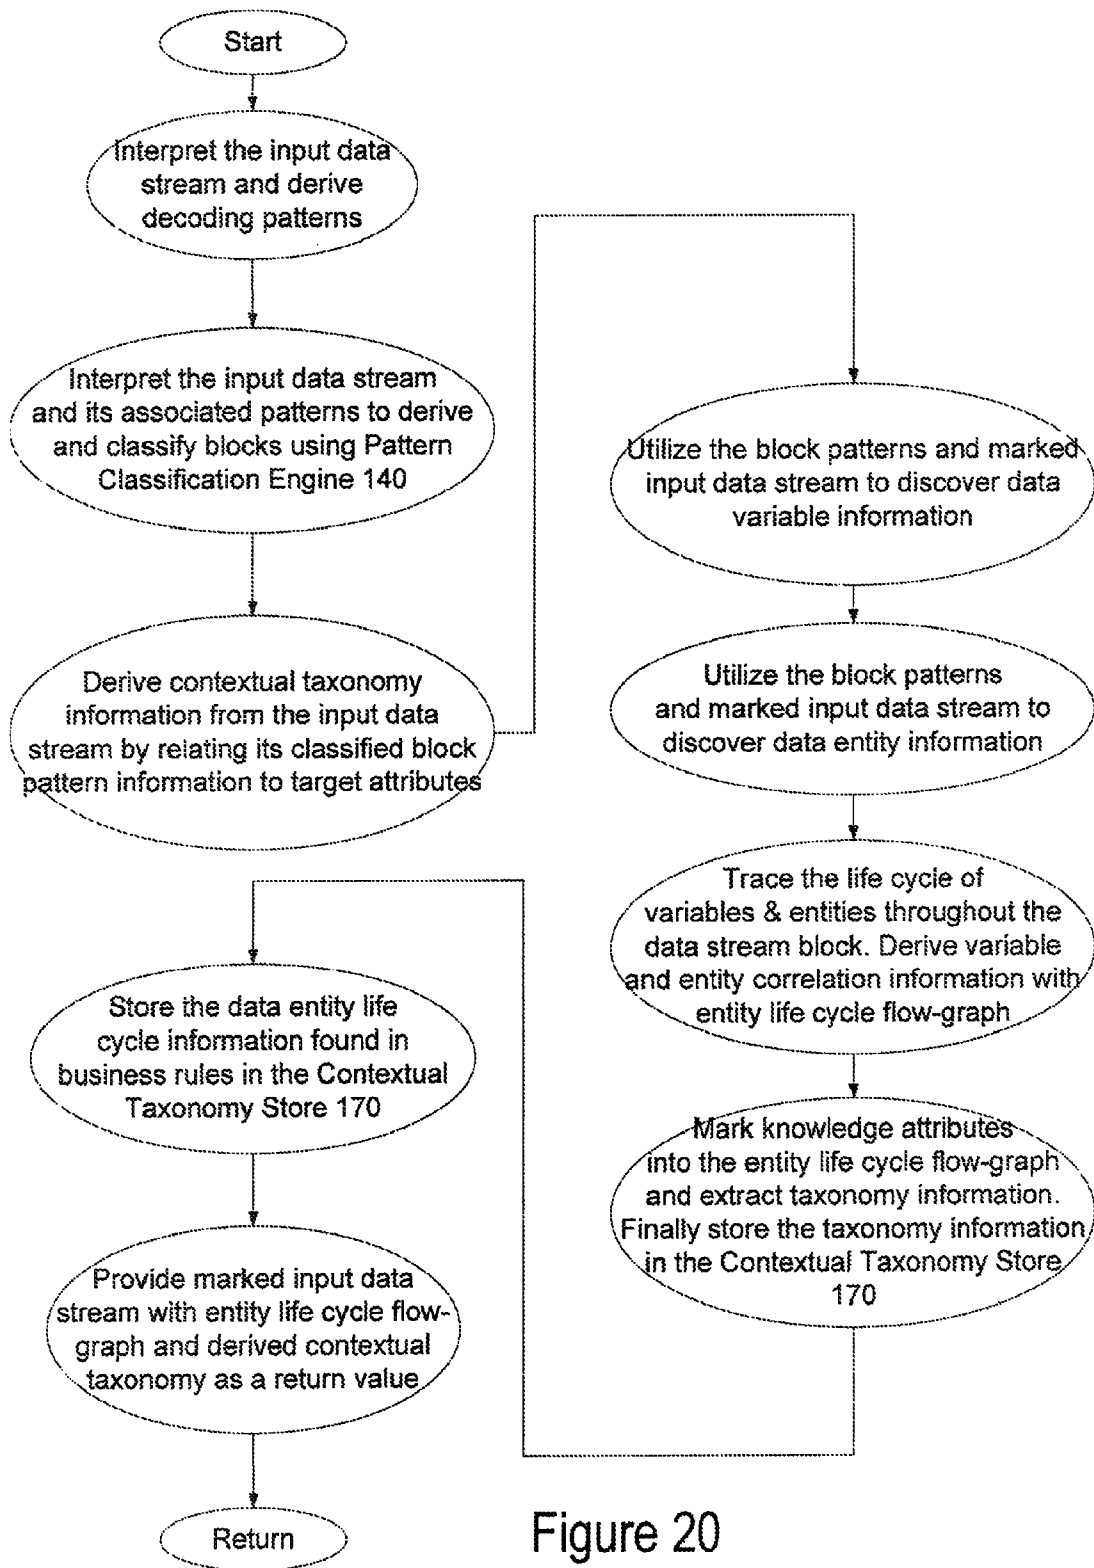 Start
Interpret the input data
stream and derive
decoding patterns
Interpret the input data stream
and its associated patterns to derive
and classify blocks using Pattern
Classification Engine 140
Derive contextual taxonomy
information from the input data
stream by relating its classified block
pattern information to target attributes
Utilize the block patterns and marked
input data stream to discover data
variable information
Utilize the block patterns
and marked input data stream to
discover data entity information
Trace the life cycle of
variables & entities throughout the
data stream block. Derive variable
and entity correlation information with
entity life cycle flow-graph
Mark knowledge attributes
into the entity life cycle flow-graph
and extract taxonomy information.
Finally store the taxonomy information
in the Contextual Taxonomy Store
170
Store the data entity life
cycle information found in
business rules in the Contextual
Taxonomy Store 170
Provide marked input data
stream with entity life cycle flow-
graph and derived contextual
taxonomy as a return value
Return
Figure 20